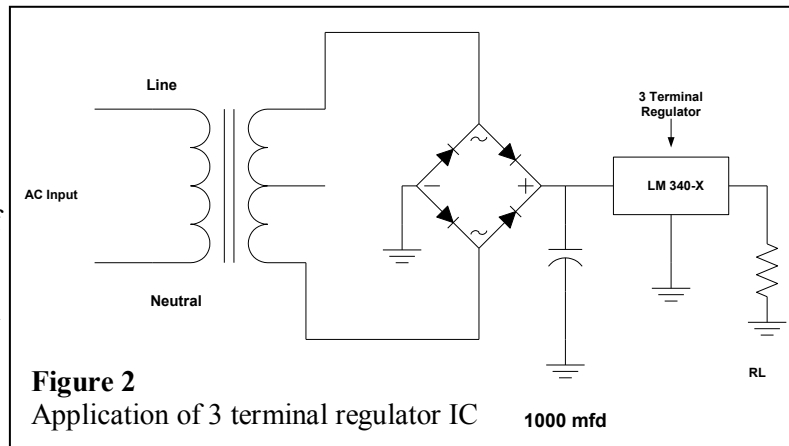 Line
3 Terminal
Regulator
~
LM 340-X
AC Input
− +
~
Neutral
RL
Figure 2
Application of 3 terminal regulator IC
1000 mfd